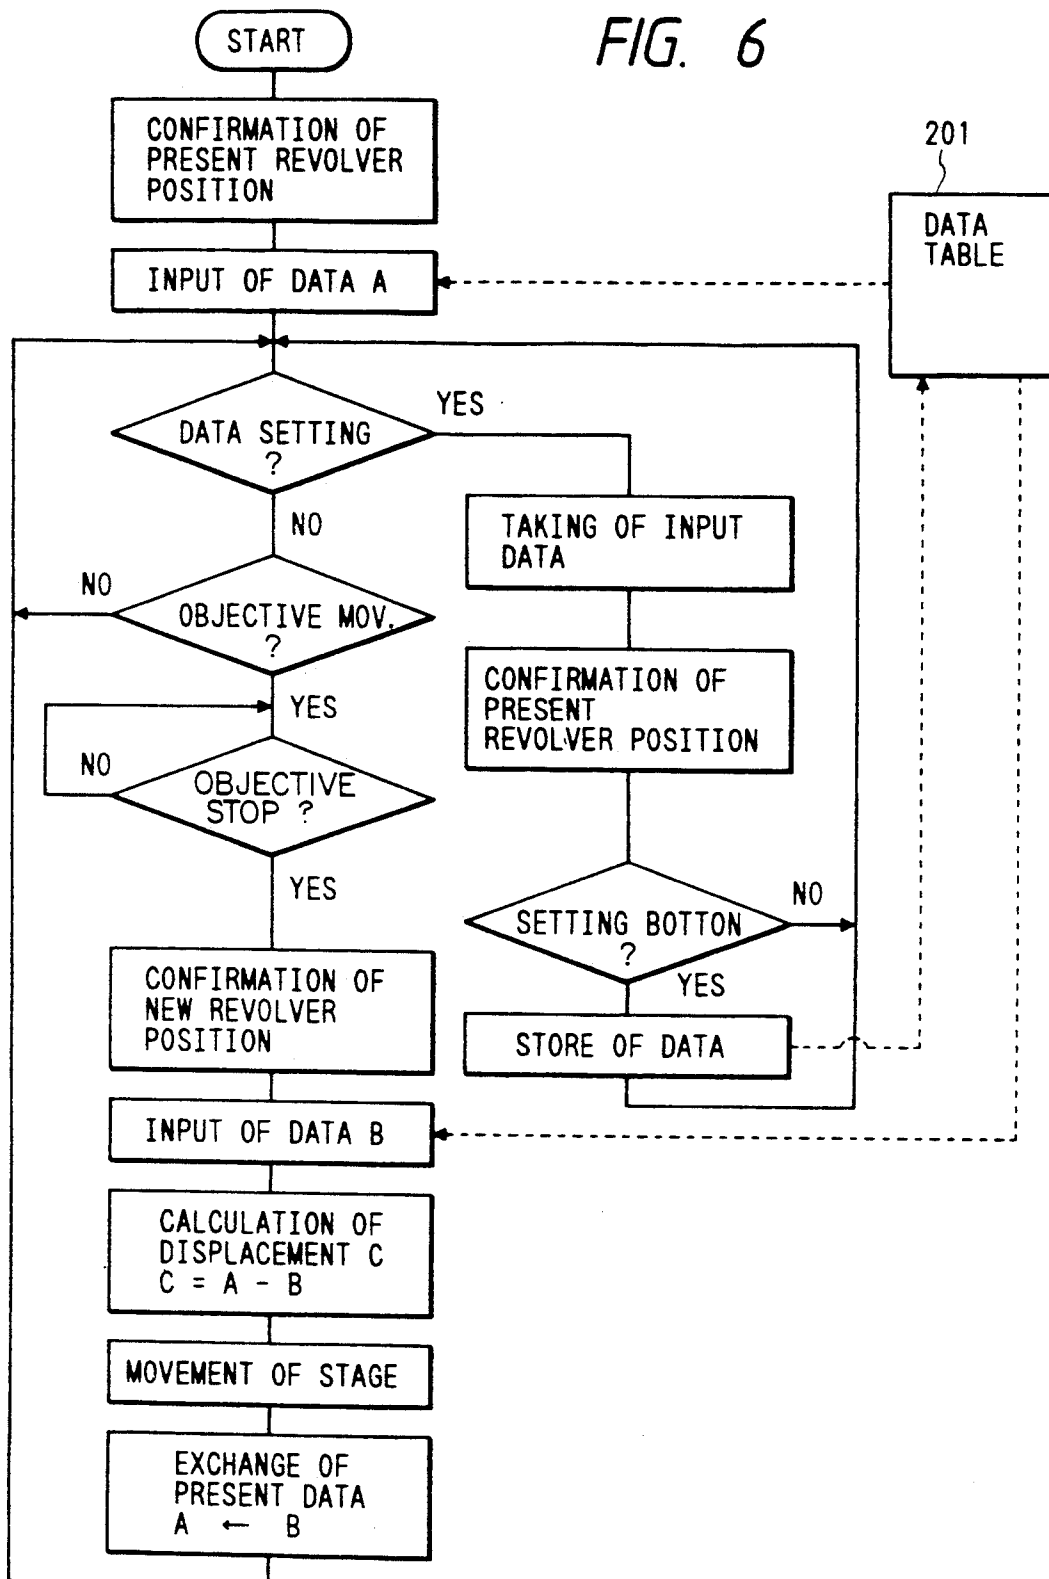 FIG. 6
START
CONFIRMATION OF
PRESENT REVOLVER
POSITION
201
DATA
TABLE
INPUT OF DATA A
DATA SETTING
?
YES
NO
TAKING OF INPUT
DATA
OBJECTIVE MOV.
?
NO
YES
CONFIRMATION OF
PRESENT
REVOLVER POSITION
OBJECTIVE
STOP ?
NO
YES
SETTING BOTTON
?
NO
YES
CONFIRMATION OF
NEW REVOLVER
POSITION
STORE OF DATA
INPUT OF DATA B
CALCULATION OF
DISPLACEMENT C
C = A - B
MOVEMENT OF STAGE
EXCHANGE OF
PRESENT DATA
A ← B